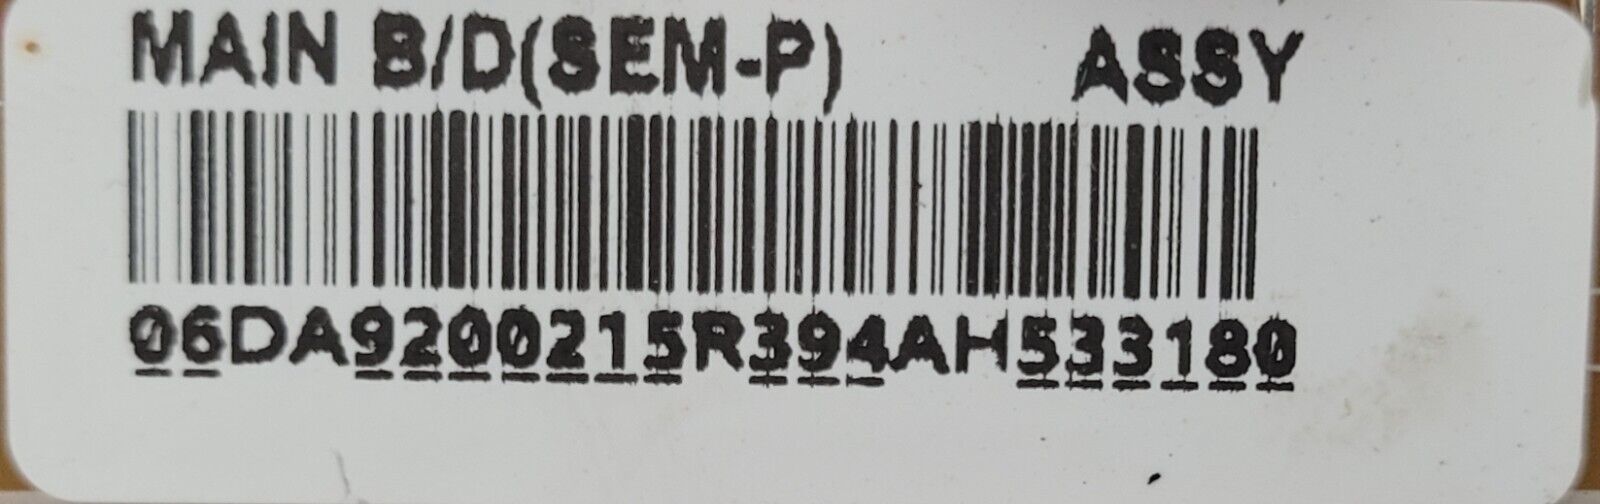 MAIN B/D(SEM-P) ASSY
06DA9200215R394AH533180